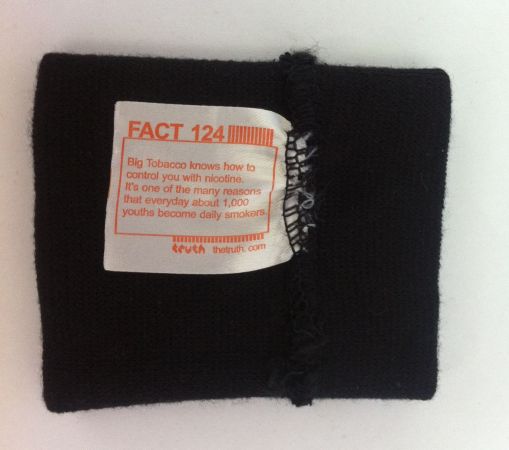 FACT 124
Big Tobacco knows how to
control you with nicotine.
It's one of the many reasons
that everyday about 1,000
youths become daily smokers.
truth thetruth.com